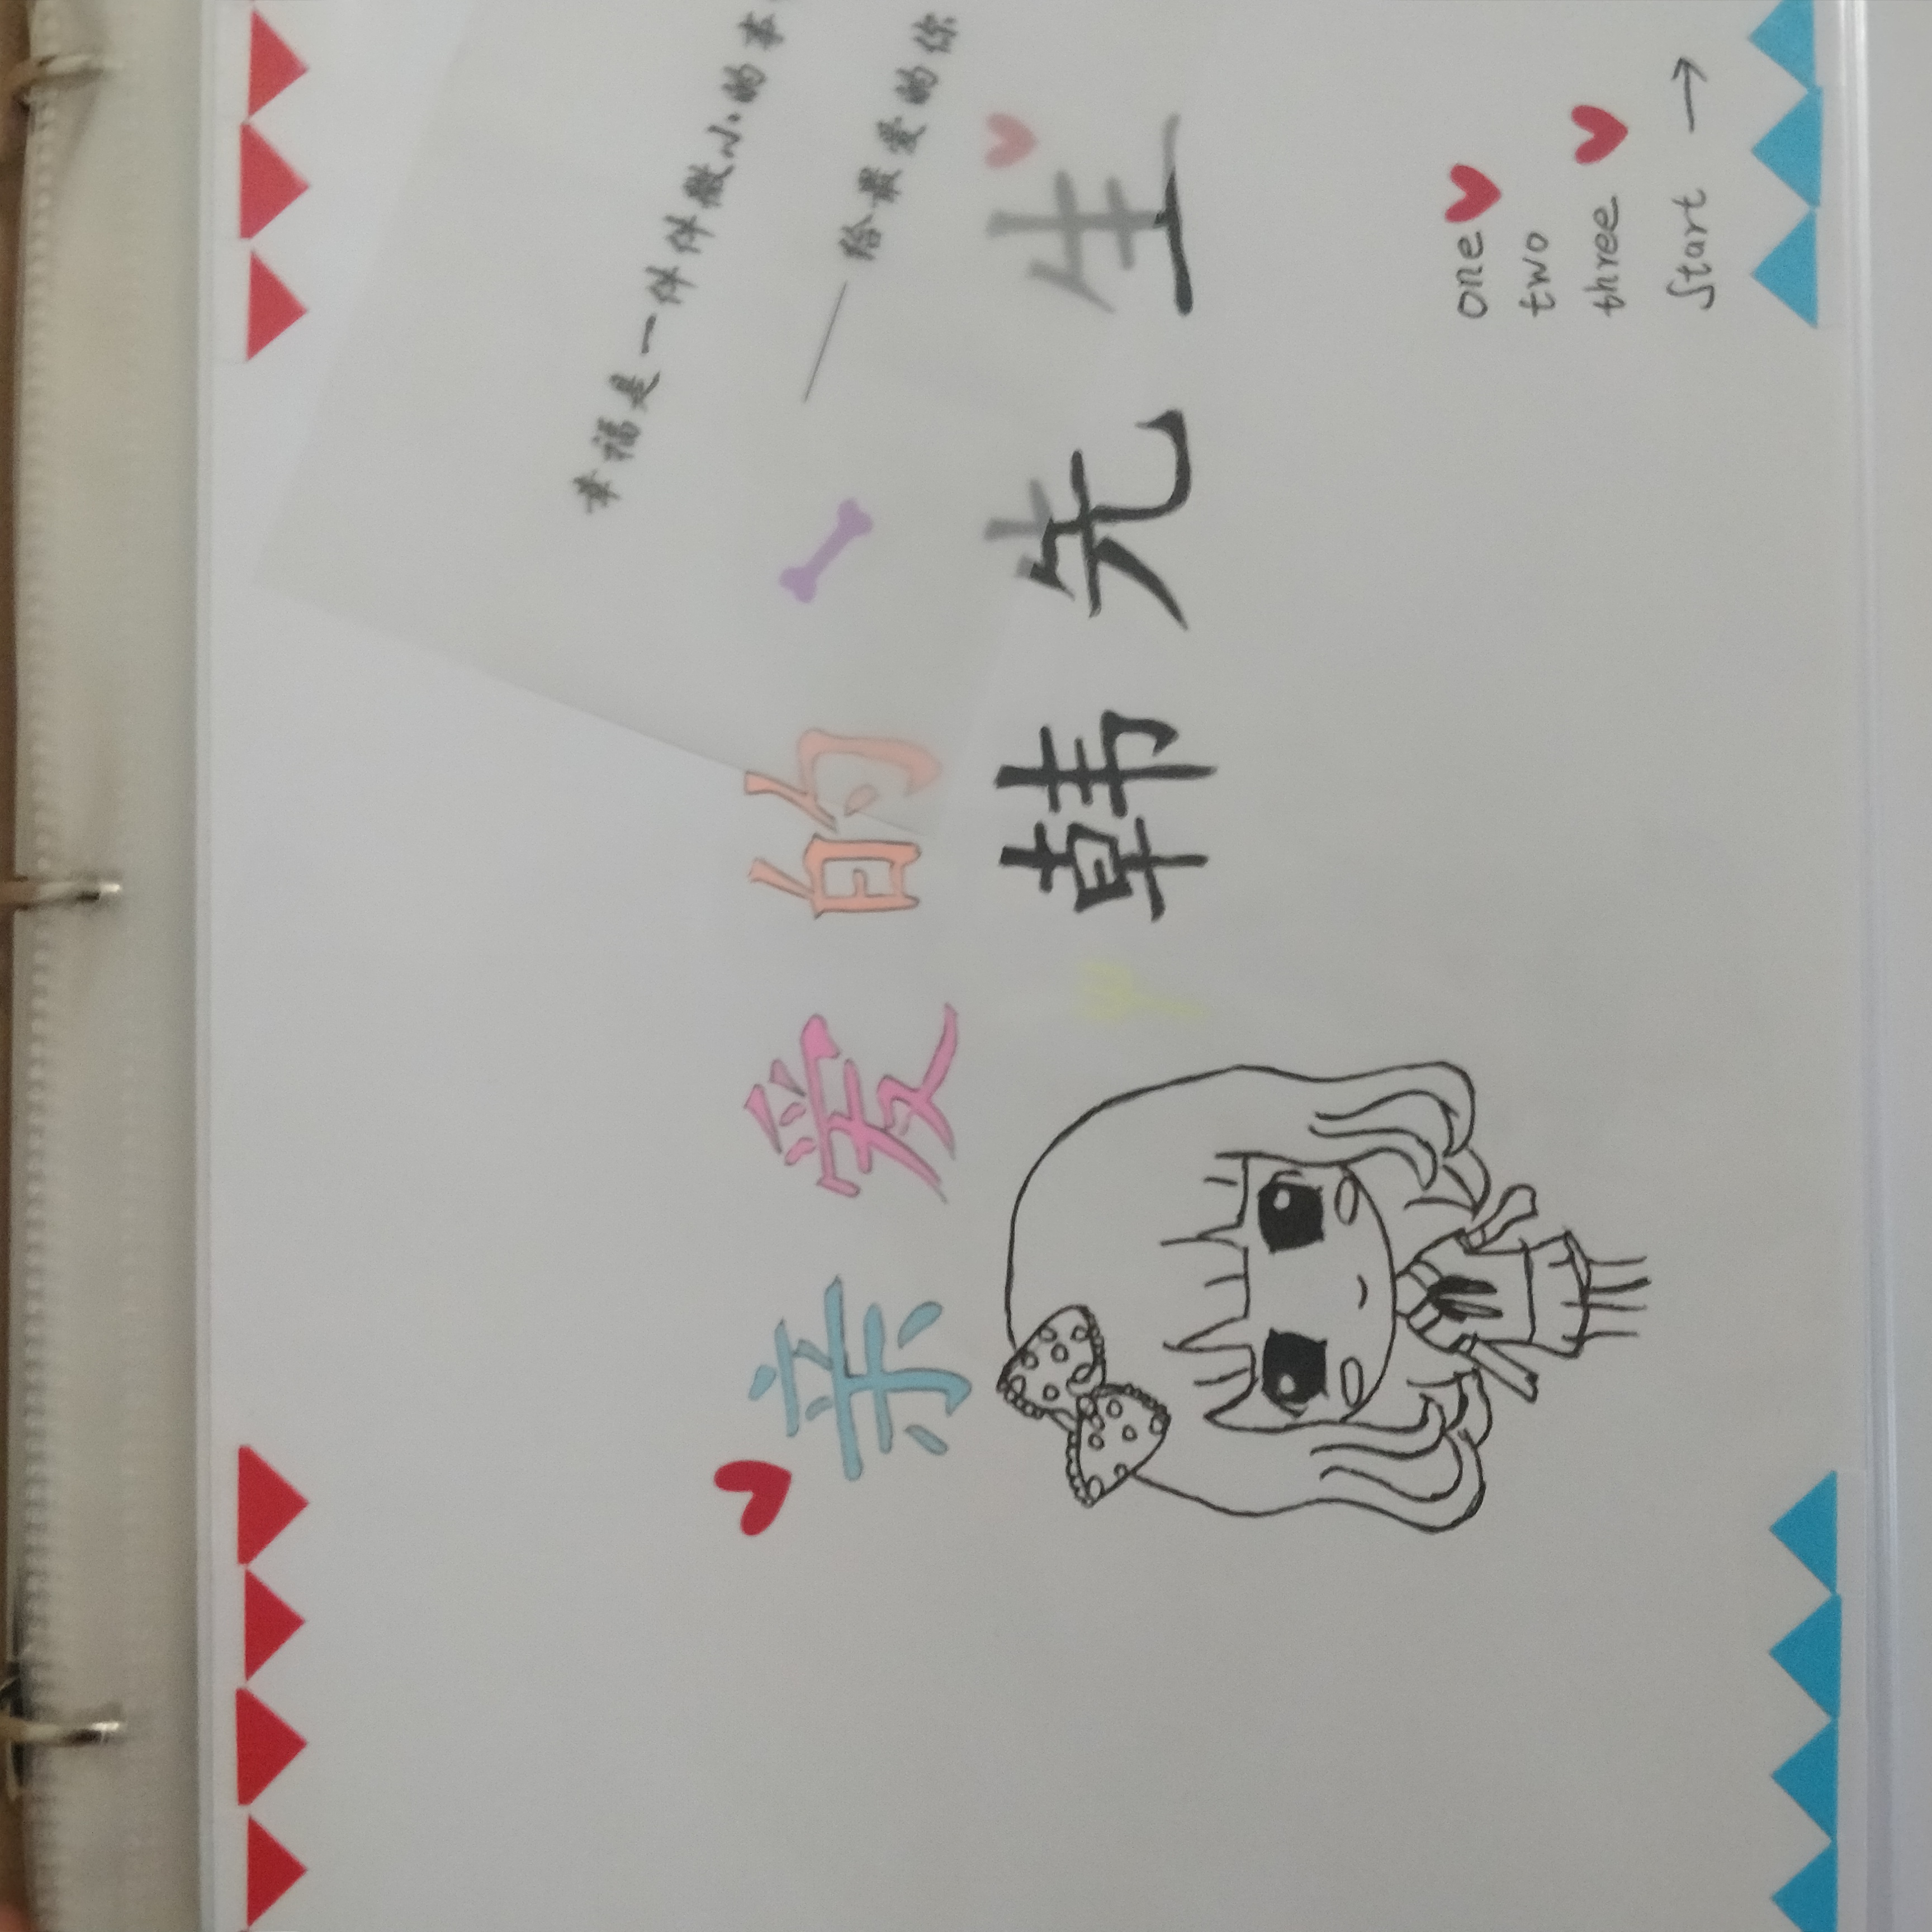 幸福是一件件微小的事
——给最爱的你
亲爱的
韩先生
one
two
three
Start →